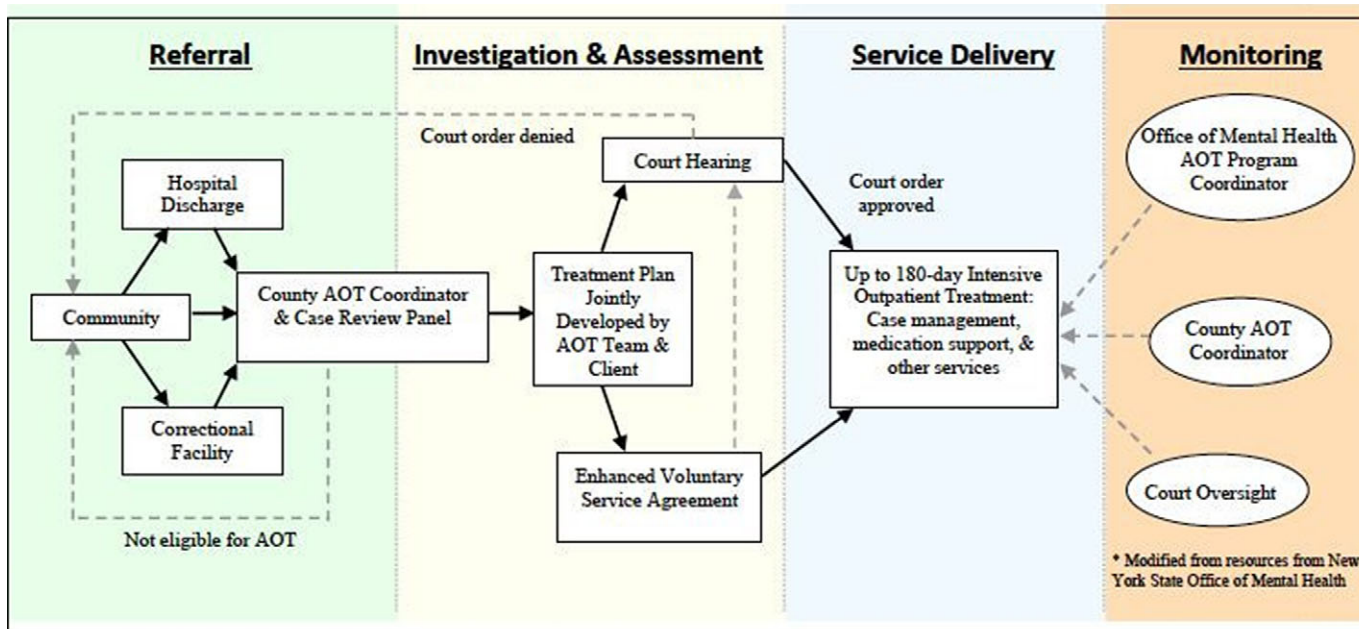 Referral
Investigation & Assessment
Service Delivery
Monitoring
Court order denied
Hospital
Discharge
Community
Correctional
Facility
County AOT Coordinator
& Case Review Panel
Not eligible for AOT
Court Hearing
Treatment Plan
Jointly
Developed by
AOT Team &
Client
Enhanced Voluntary
Service Agreement
Court order
approved
Up to 180-day Intensive
Outpatient Treatment:
Case management,
medication support, &
other services
Office of Mental Health
AOT Program
Coordinator
County AOT
Coordinator
Court Oversight
* Modified from resources from New
York State Office of Mental Health